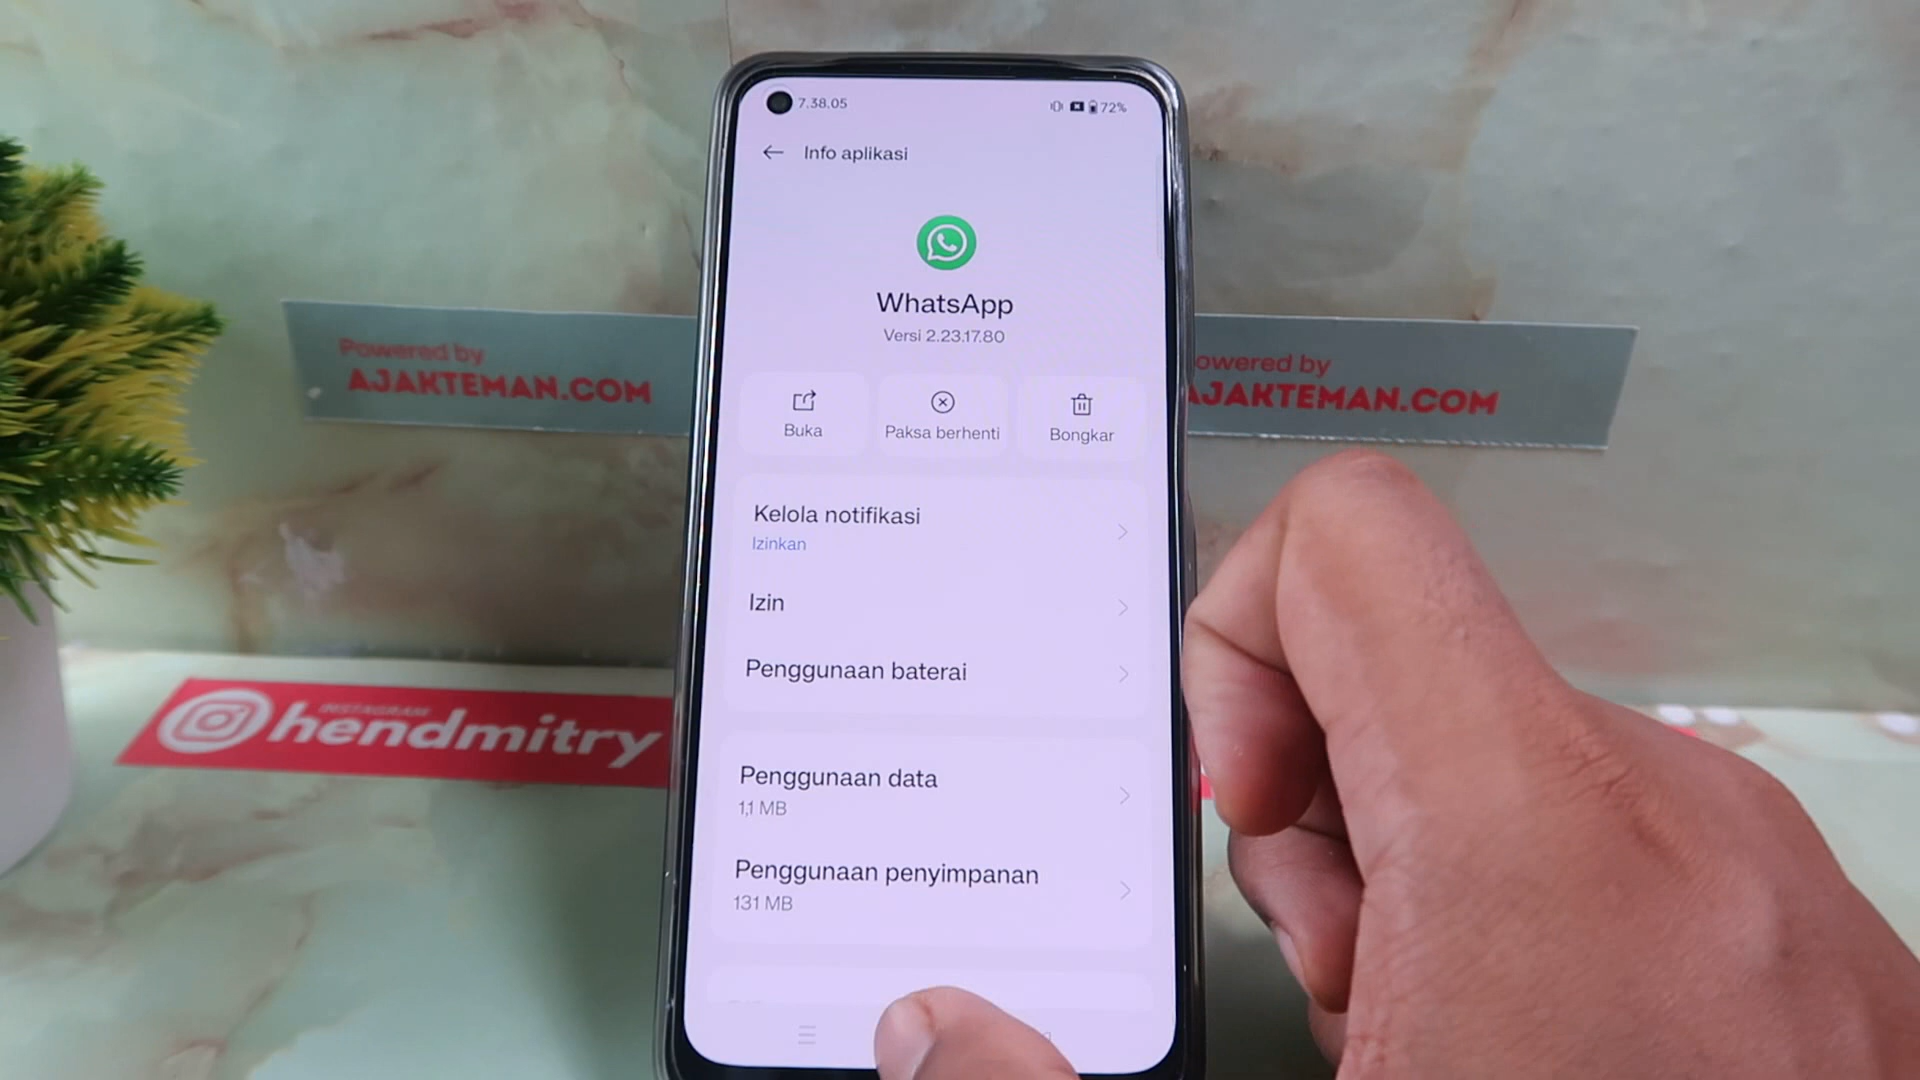 7.38.05
72%
Info aplikasi
WhatsApp
Versi 2.23.17.80
Buka
Paksa berhenti
Bongkar
Kelola notifikasi
Izinkan
Izin
Penggunaan baterai
Penggunaan data
1,1 MB
Penggunaan penyimpanan
131 MB
Powered by
AJAKTEMAN.COM
owered by
AJAKTEMAN.COM
INSTAGRAM
hendmitry